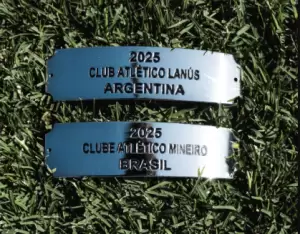 2025
CLUB ATLÉTICO LANÚS
ARGENTINA
2025
CLUBE ATLÉTICO MINEIRO
BRASIL